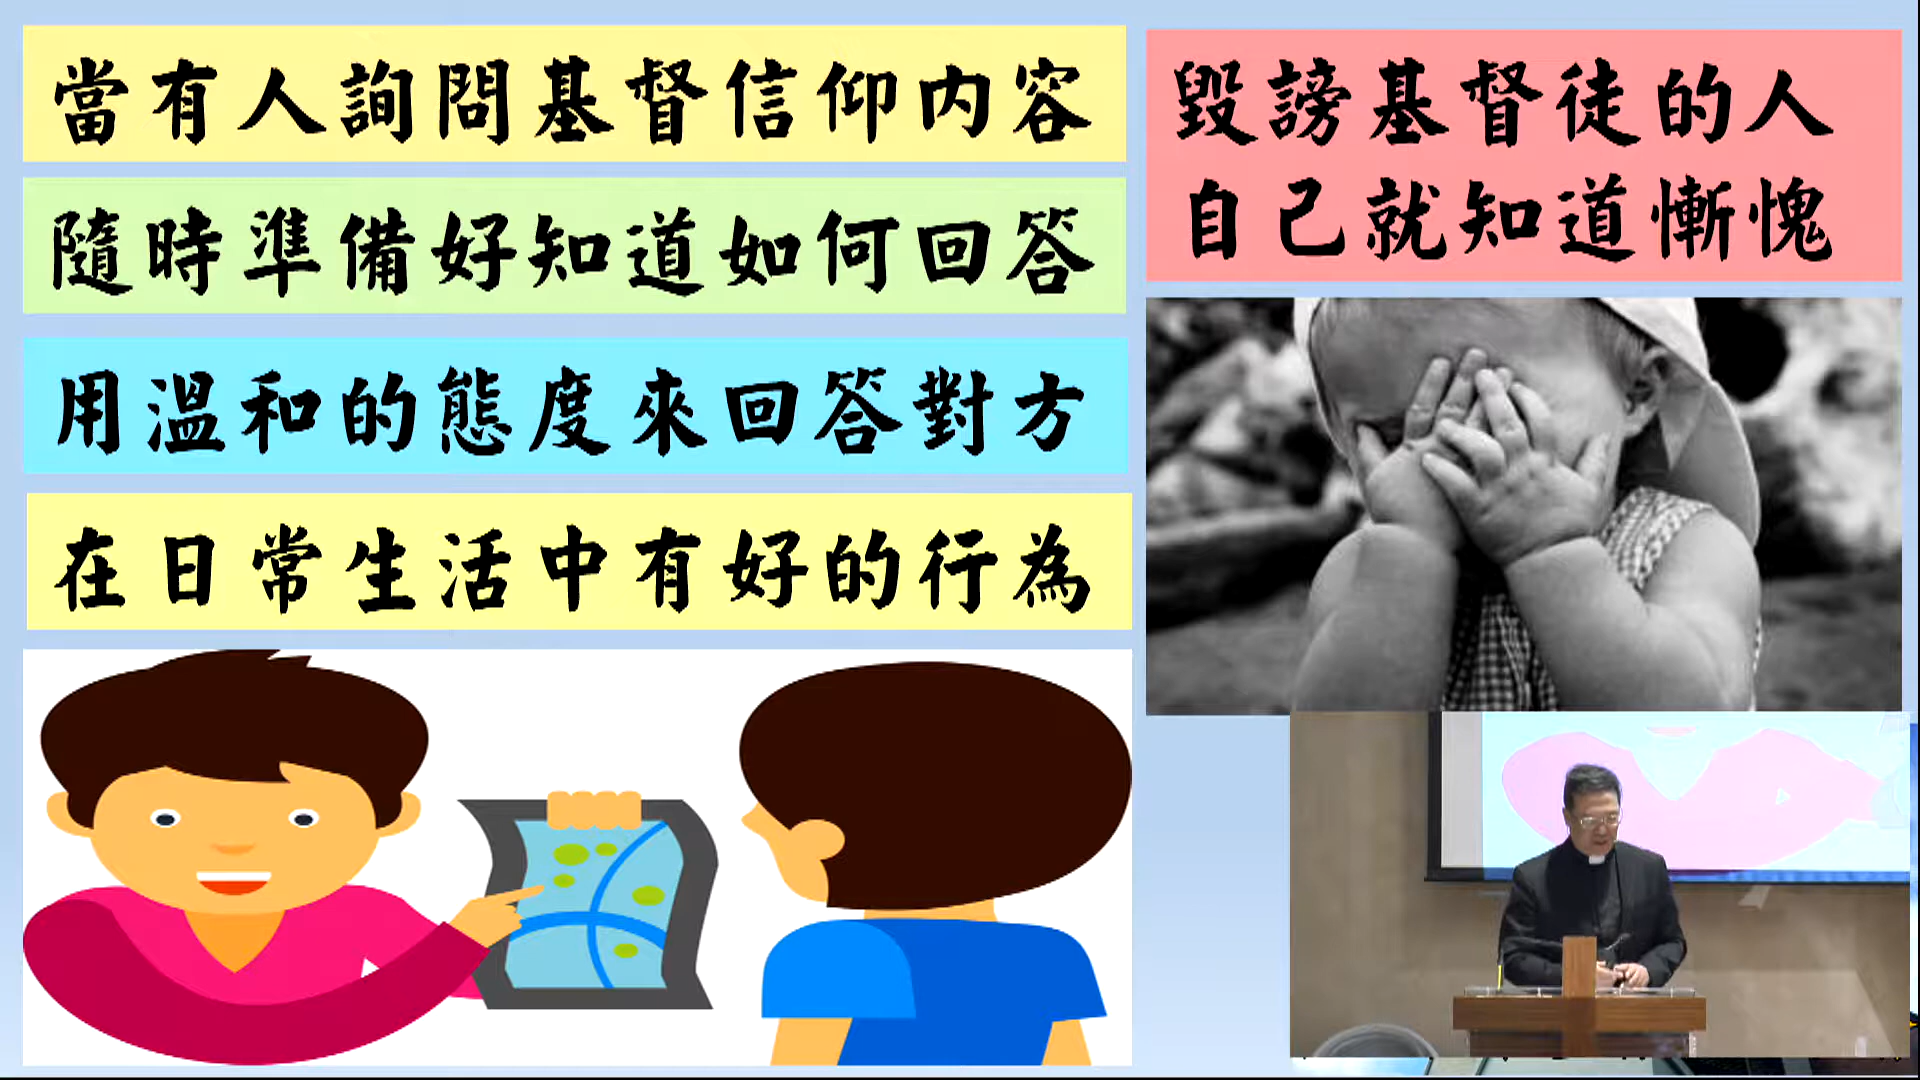 當有人詢問基督信仰內容
隨時準備好知道如何回答
用溫和的態度來回答對方
在日常生活中有好的行為
毀謗基督徒的人
自己就知道慚愧